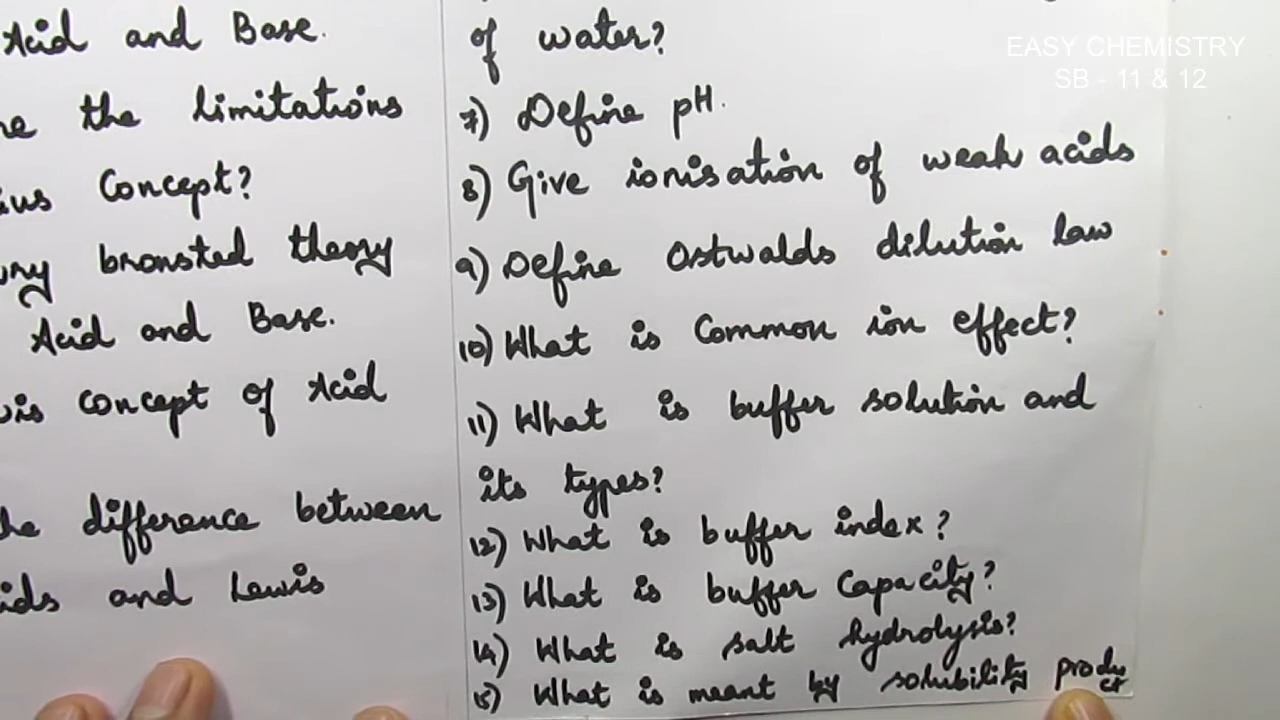 Acid and Base.
the limitations
Concept?
bronsted theory
Acid and Base.
concept of Acid
difference between
and Lewis
of water?
7) Define pH.
8) Give ionisation of weak acids
9) Define Ostwalds dilution law
10) What is Common ion effect?
11) What is buffer solution and
its types?
12) What is buffer index?
13) What is buffer Capacity?
14) What is salt hydrolysis?
15) What is meant by solubility product
EASY CHEMISTRY
SB - 11 & 12